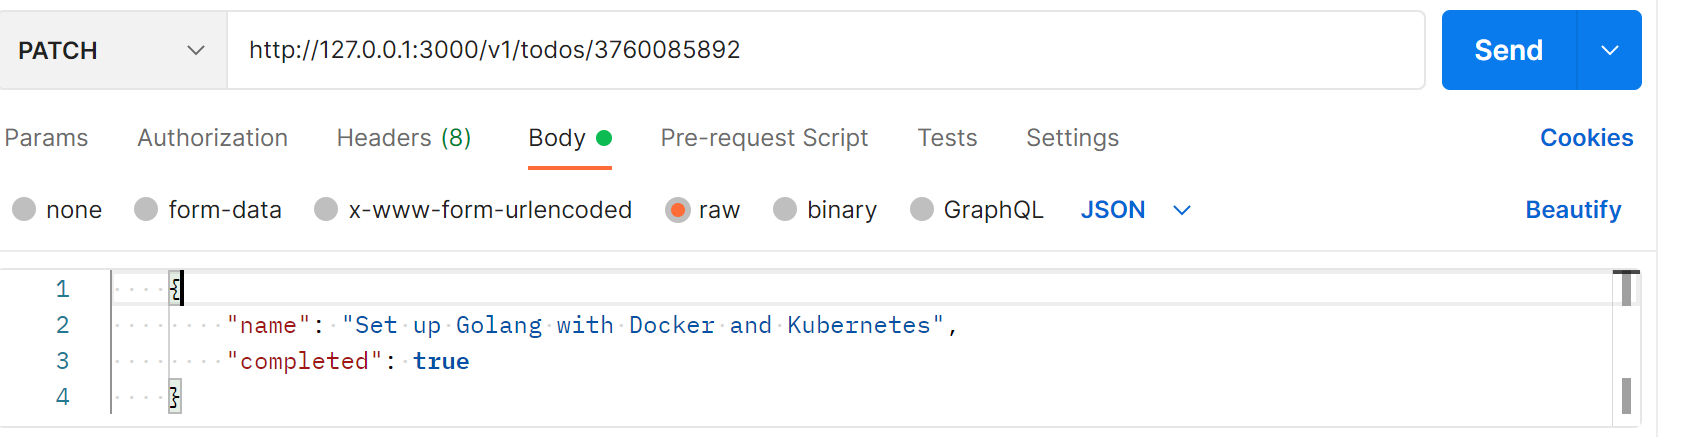 PATCH http://127.0.0.1:3000/v1/todos/3760085892 Send
Params Authorization Headers (8) Body Pre-request Script Tests Settings Cookies
none form-data x-www-form-urlencoded raw binary GraphQL JSON Beautify
1 {
2 "name": "Set up Golang with Docker and Kubernetes",
3 "completed": true
4 }